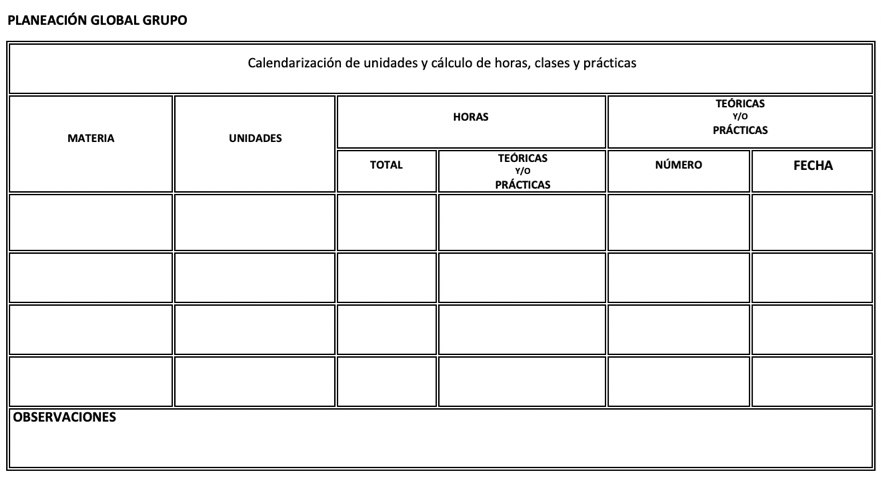 PLANEACIÓN GLOBAL GRUPO
Calendarización de unidades y cálculo de horas, clases y prácticas
MATERIA
UNIDADES
HORAS
TEÓRICAS
Y/O
PRÁCTICAS
TOTAL
TEÓRICAS
Y/O
PRÁCTICAS
NÚMERO
FECHA
OBSERVACIONES